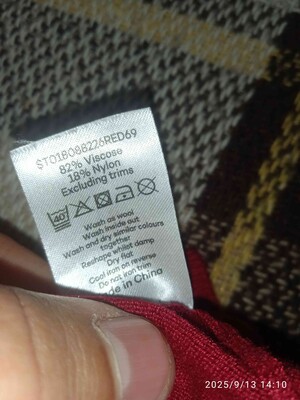 STO1BO88226RED69
82% Viscose
18% Nylon
Excluding trims
40
Wash as wool
Wash inside out
Wash and dry similar colours
together
Reshape whilst damp
Dry flat
Cool iron on reverse
Do not iron trim
de in China
2025/9/13 14:10